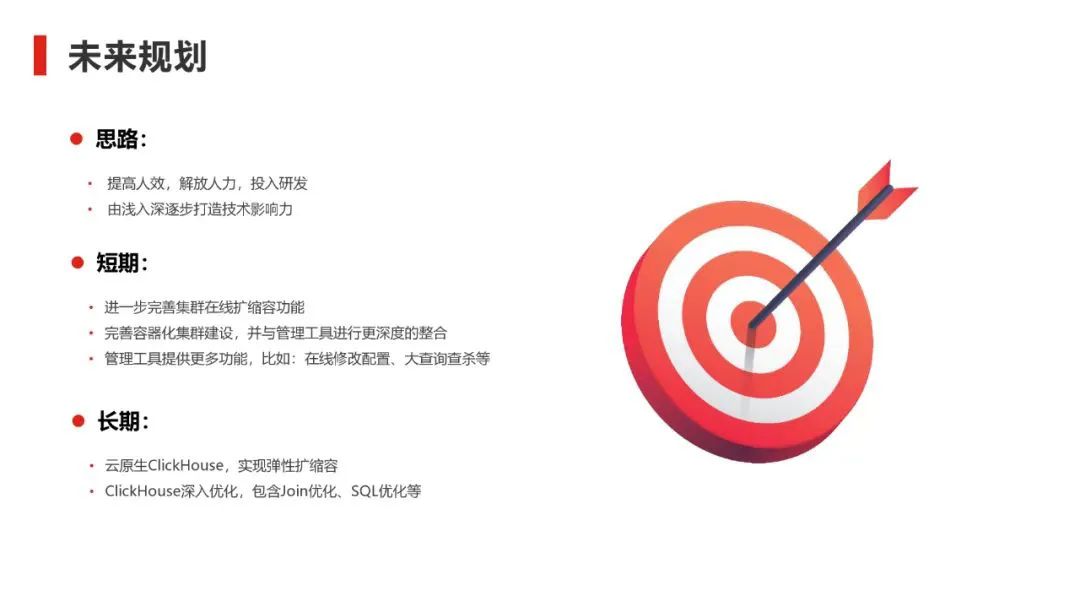 未来规划
思路：
提高人效，解放人力，投入研发
由浅入深逐步打造技术影响力
短期：
进一步完善集群在线扩缩容功能
完善容器化集群建设，并与管理工具进行更深度的整合
管理工具提供更多功能，比如：在线修改配置、大查询查杀等
长期：
云原生ClickHouse，实现弹性扩缩容
ClickHouse深入优化，包含Join优化、SQL优化等